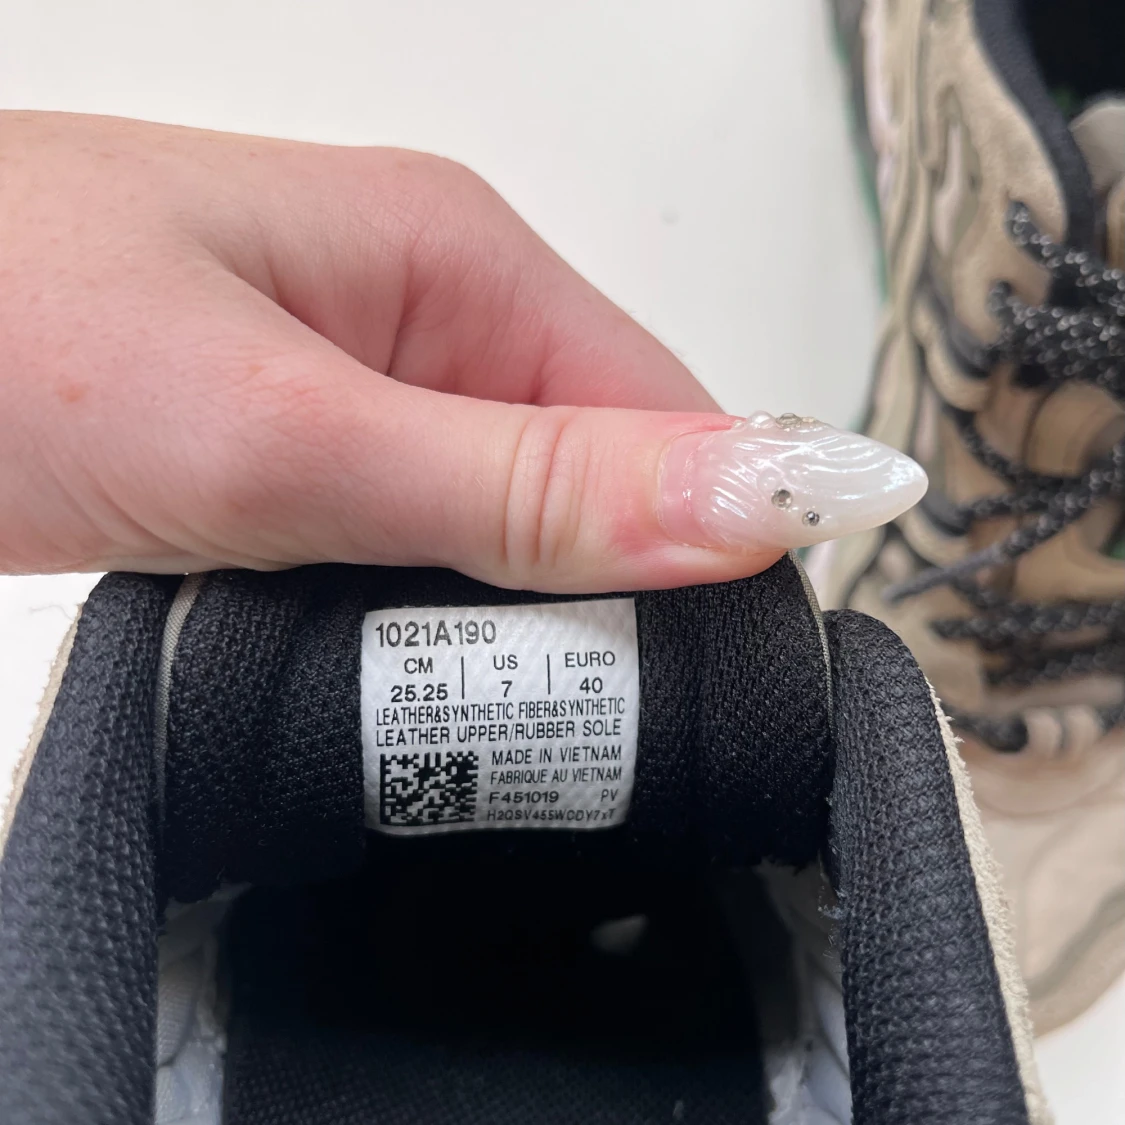 1021A190
CM | US | EURO
25.25 | 7 | 40
LEATHER&SYNTHETIC FIBER&SYNTHETIC
LEATHER UPPER/RUBBER SOLE
MADE IN VIETNAM
FABRIQUE AU VIETNAM
F451019 PV